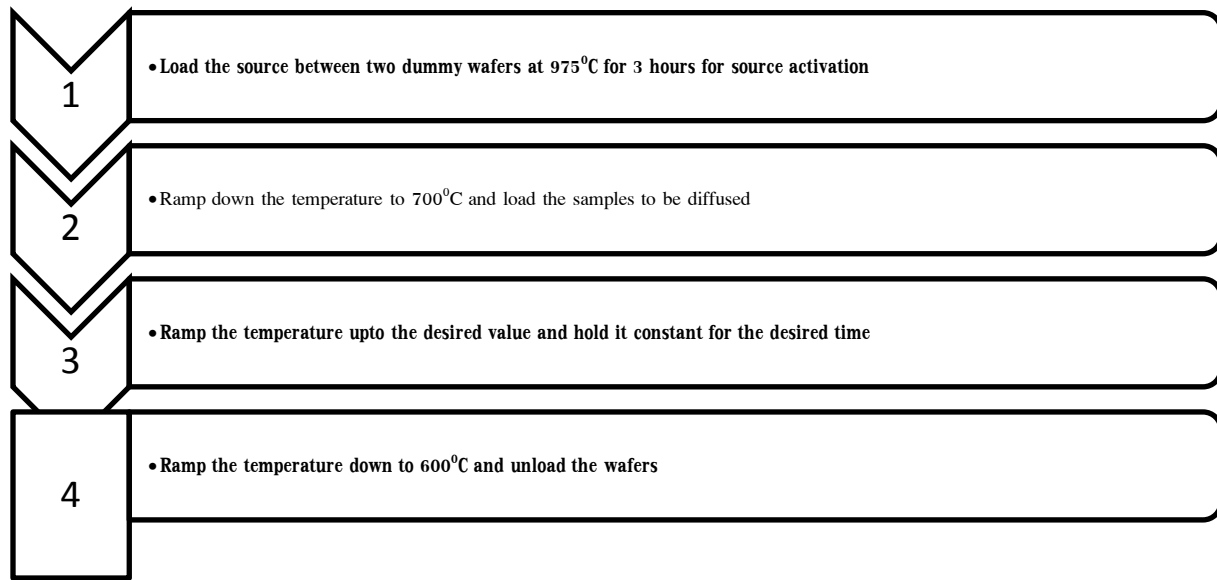 1
•Load the source between two dummy wafers at 975⁰C for 3 hours for source activation
2
•Ramp down the temperature to 700⁰C and load the samples to be diffused
3
•Ramp the temperature upto the desired value and hold it constant for the desired time
4
•Ramp the temperature down to 600⁰C and unload the wafers